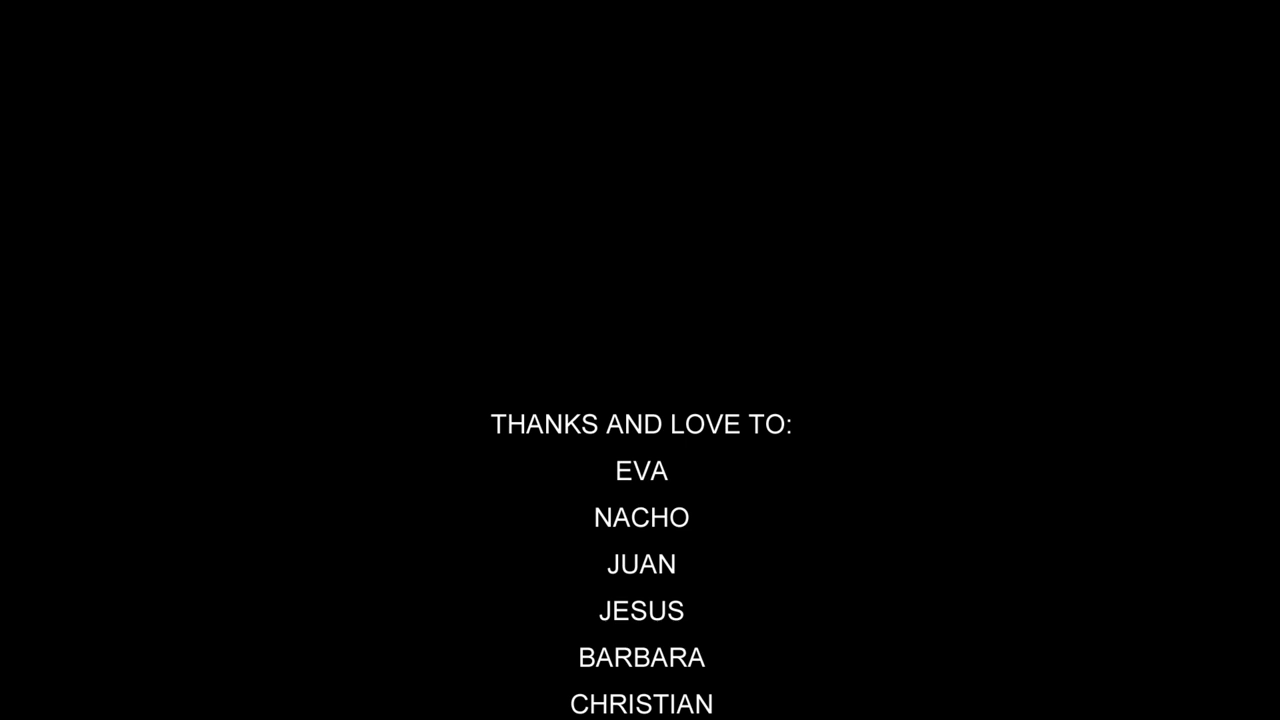 THANKS AND LOVE TO:
EVA
NACHO
JUAN
JESUS
BARBARA
CHRISTIAN